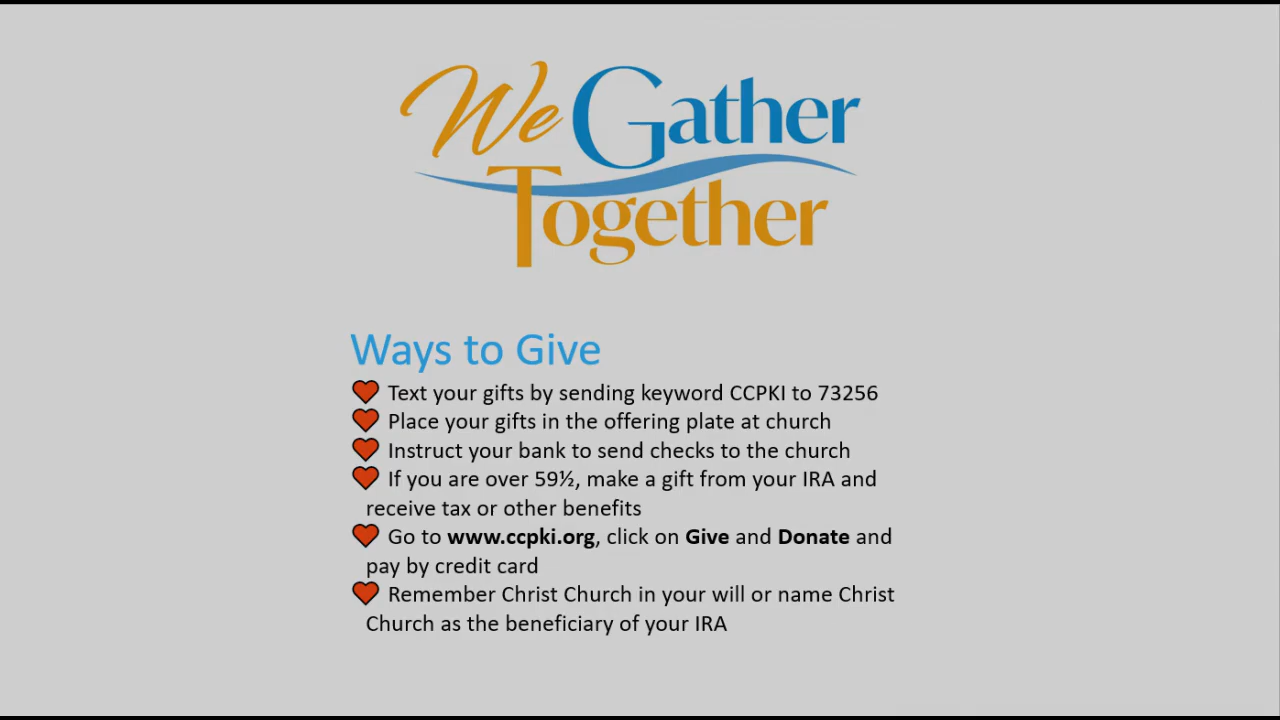 We Gather
Together
Ways to Give
Text your gifts by sending keyword CCPKI to 73256
Place your gifts in the offering plate at church
Instruct your bank to send checks to the church
If you are over 59½, make a gift from your IRA and
receive tax or other benefits
Go to www.ccpki.org, click on Give and Donate and
pay by credit card
Remember Christ Church in your will or name Christ
Church as the beneficiary of your IRA